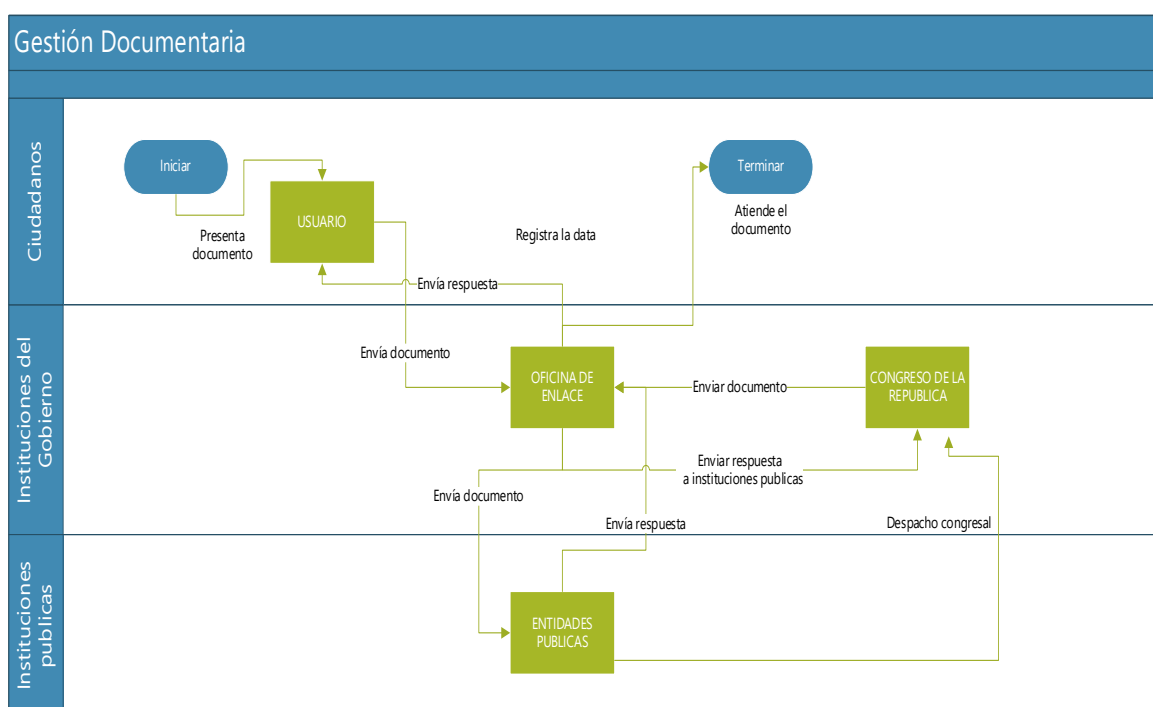 Gestión Documentaria
Ciudadanos
Iniciar
Terminar
USUARIO
Presenta
documento
Registra la data
Atiende el
documento
Envía respuesta
Instituciones del
Gobierno
Envía documento
OFICINA DE
ENLACE
Enviar documento
CONGRESO DE LA
REPUBLICA
Enviar respuesta
a instituciones publicas
Envía documento
Envía respuesta
Despacho congresal
Instituciones
publicas
ENTIDADES
PUBLICAS